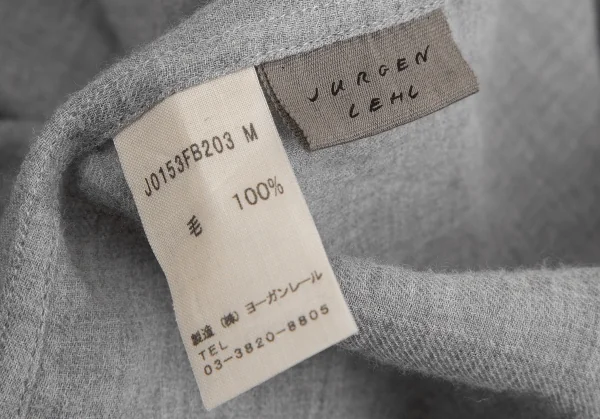 JURGEN
LEHL
J0153FB203 M
毛 100%
製造 (株) ヨーガンレール
TEL
03-3820-8805